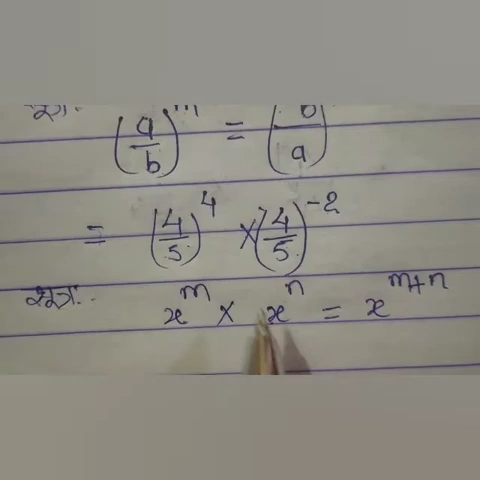 सूत्र:- (a/b)^m = (b/a)
= (4/5)^4 × (4/5)^-2
सूत्र:- x^m × x^n = x^m+n